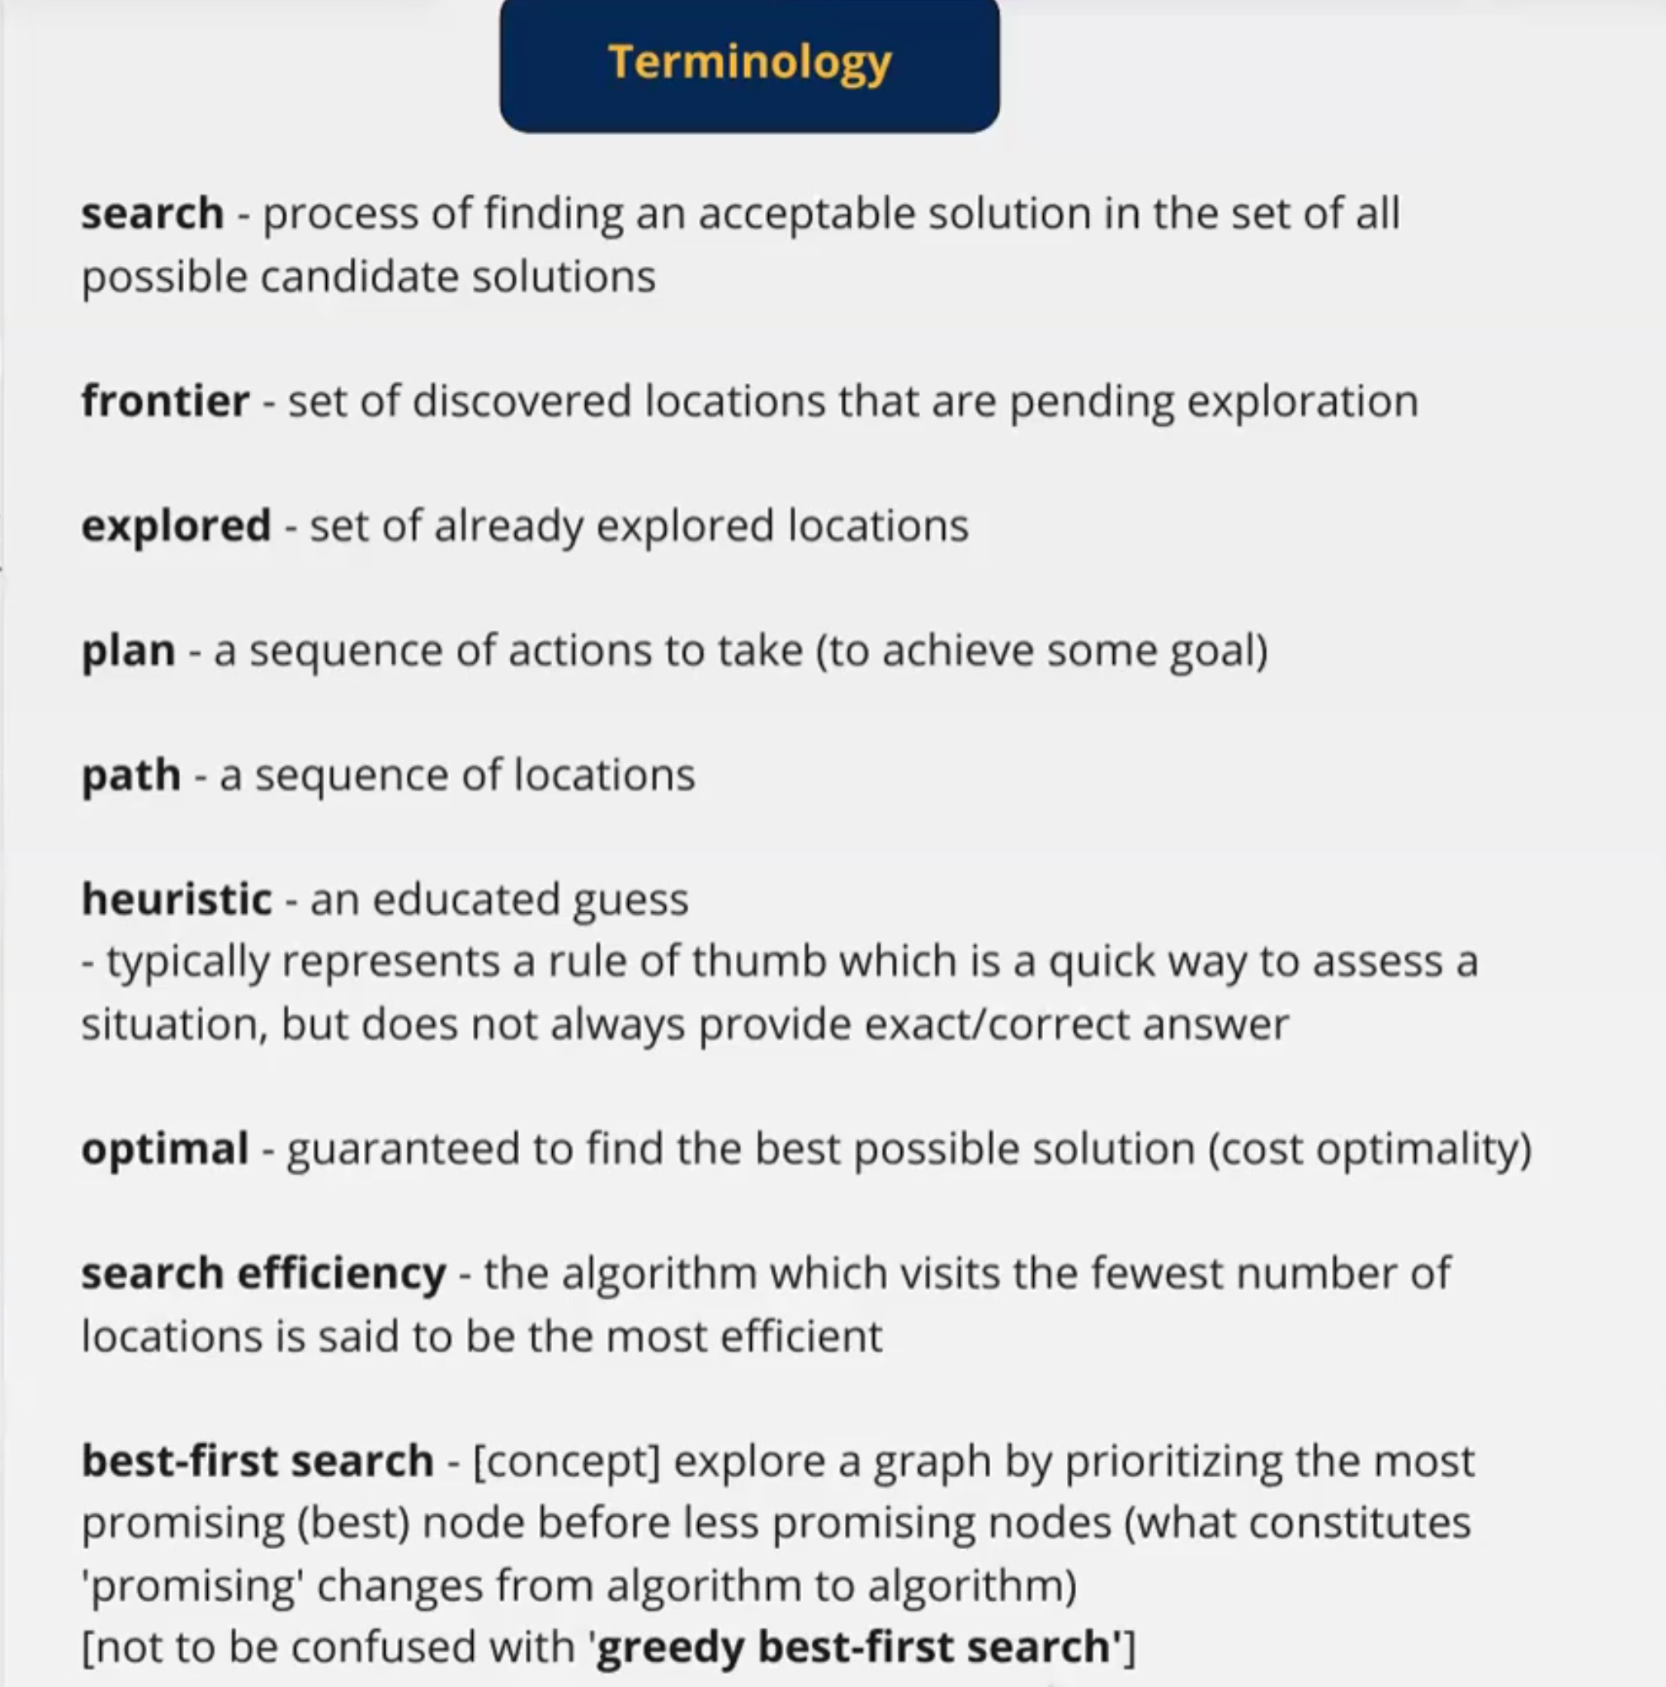 Terminology
search - process of finding an acceptable solution in the set of all
possible candidate solutions
frontier - set of discovered locations that are pending exploration
explored - set of already explored locations
plan - a sequence of actions to take (to achieve some goal)
path - a sequence of locations
heuristic - an educated guess
- typically represents a rule of thumb which is a quick way to assess a
situation, but does not always provide exact/correct answer
optimal - guaranteed to find the best possible solution (cost optimality)
search efficiency - the algorithm which visits the fewest number of
locations is said to be the most efficient
best-first search - [concept] explore a graph by prioritizing the most
promising (best) node before less promising nodes (what constitutes
'promising' changes from algorithm to algorithm)
[not to be confused with 'greedy best-first search']